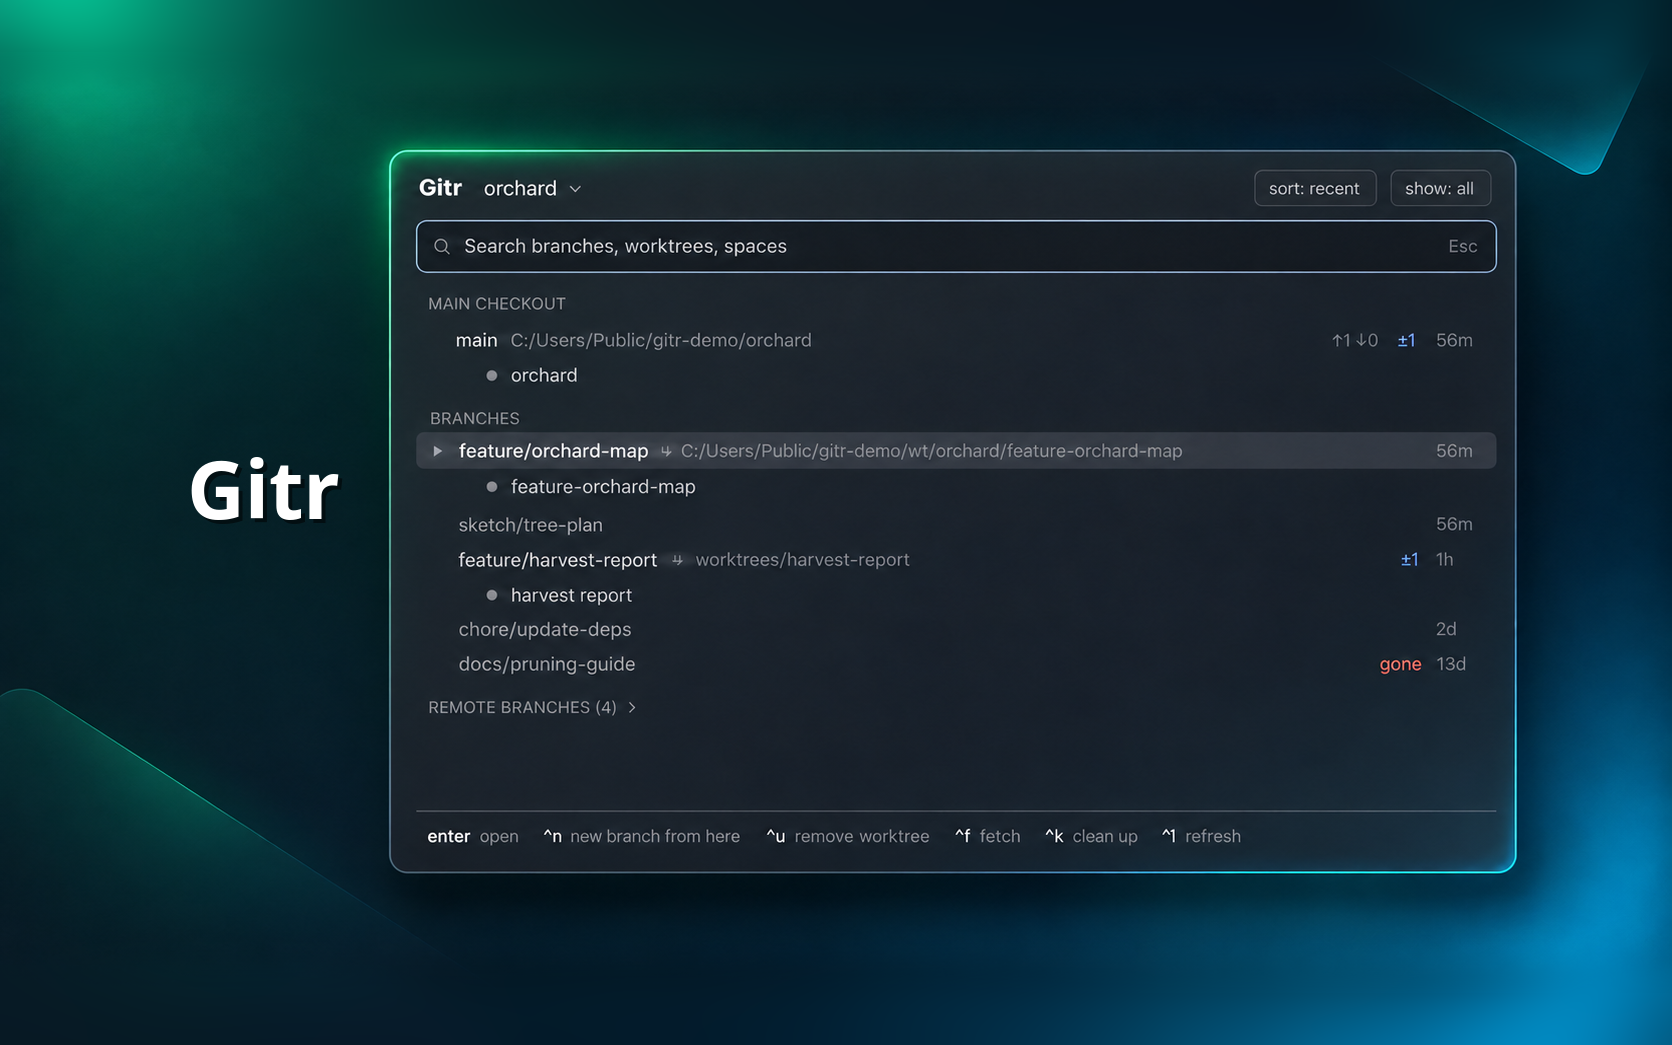 Gitr
Gitr orchard
sort: recent show: all
Search branches, worktrees, spaces Esc
MAIN CHECKOUT
main C:/Users/Public/gitr-demo/orchard ↑1 ↓0 ±1 56m
orchard
BRANCHES
feature/orchard-map C:/Users/Public/gitr-demo/wt/orchard/feature-orchard-map 56m
feature-orchard-map
sketch/tree-plan 56m
feature/harvest-report worktrees/harvest-report ±1 1h
harvest report
chore/update-deps 2d
docs/pruning-guide gone 13d
REMOTE BRANCHES (4)
enter open ^n new branch from here ^u remove worktree ^f fetch ^k clean up ^l refresh